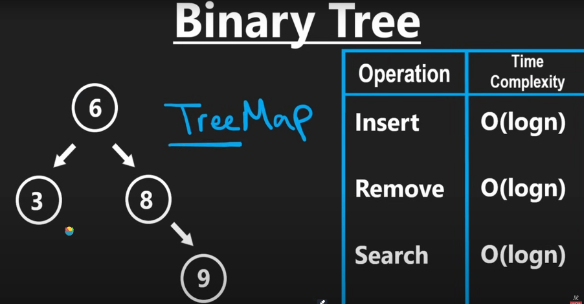 Binary Tree
6
3
8
9
TreeMap
Operation
Time
Complexity
Insert
O(logn)
Remove
O(logn)
Search
O(logn)